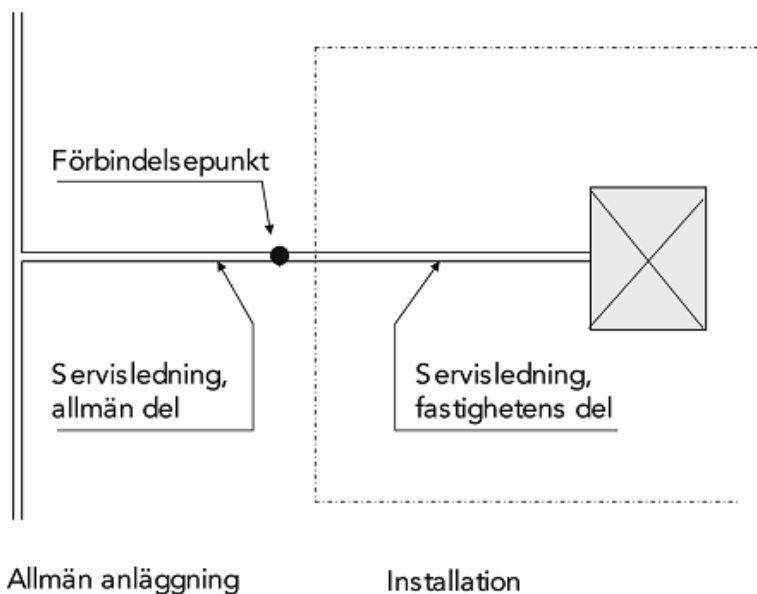 Förbindelsepunkt
Servisledning,
allmän del
Servisledning,
fastighetens del
Allmän anläggning
Installation